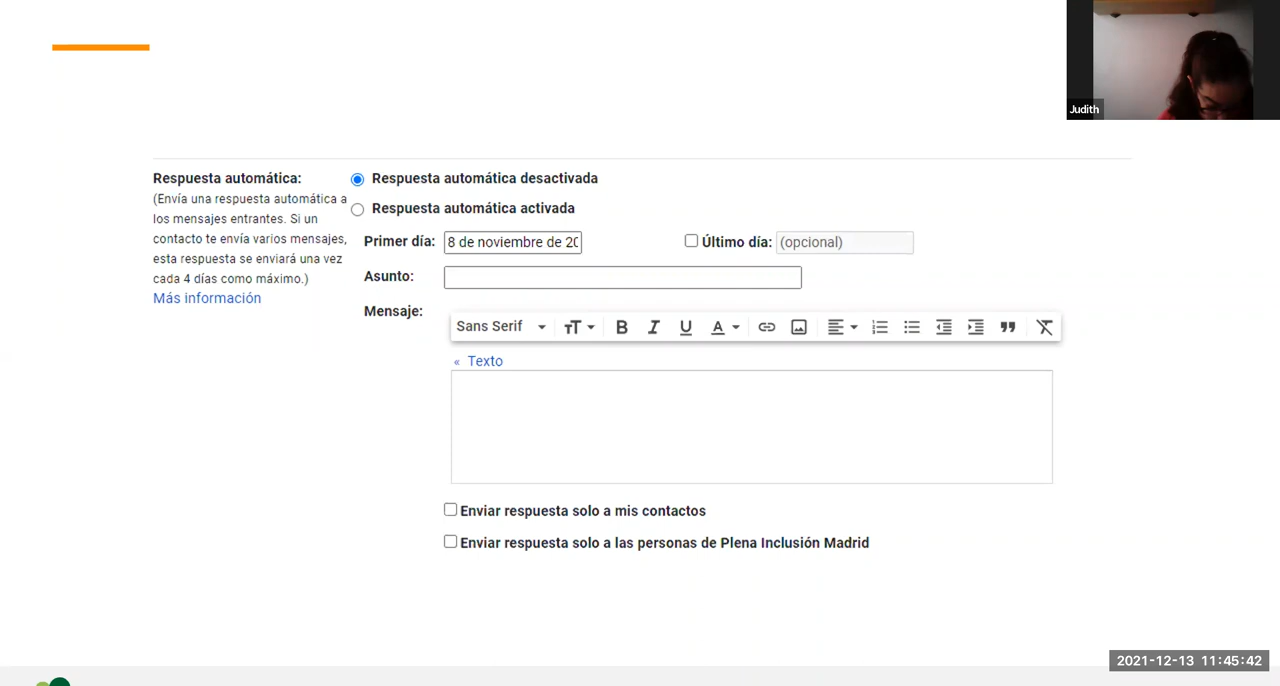 Judith
Respuesta automática:
(Envía una respuesta automática a
los mensajes entrantes. Si un
contacto te envía varios mensajes,
esta respuesta se enviará una vez
cada 4 días como máximo.)
Más información
Respuesta automática desactivada
Respuesta automática activada
Primer día: 8 de noviembre de 20 Último día: (opcional)
Asunto:
Mensaje:
Sans Serif TT B I U A
« Texto
Enviar respuesta solo a mis contactos
Enviar respuesta solo a las personas de Plena Inclusión Madrid
2021-12-13 11:45:42